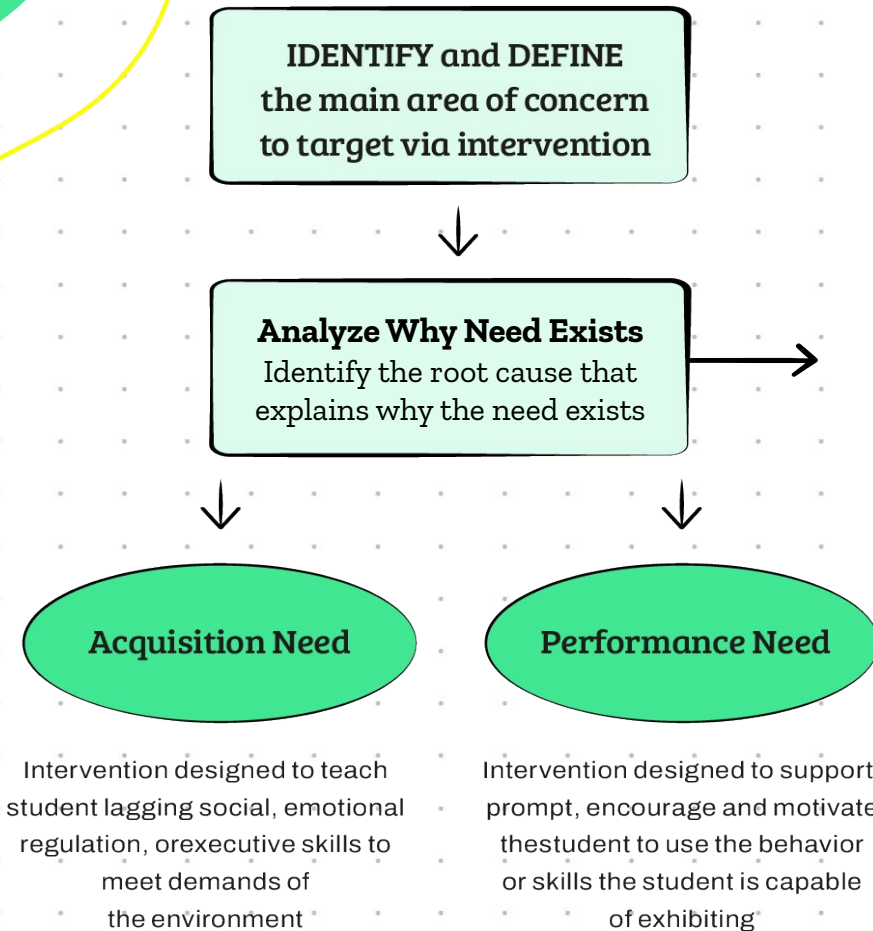 IDENTIFY and DEFINE
the main area of concern
to target via intervention
Analyze Why Need Exists
Identify the root cause that
explains why the need exists
Acquisition Need
Intervention designed to teach
student lagging social, emotional
regulation, orexecutive skills to
meet demands of
the environment
Performance Need
Intervention designed to support
prompt, encourage and motivate
thestudent to use the behavior
or skills the student is capable
of exhibiting